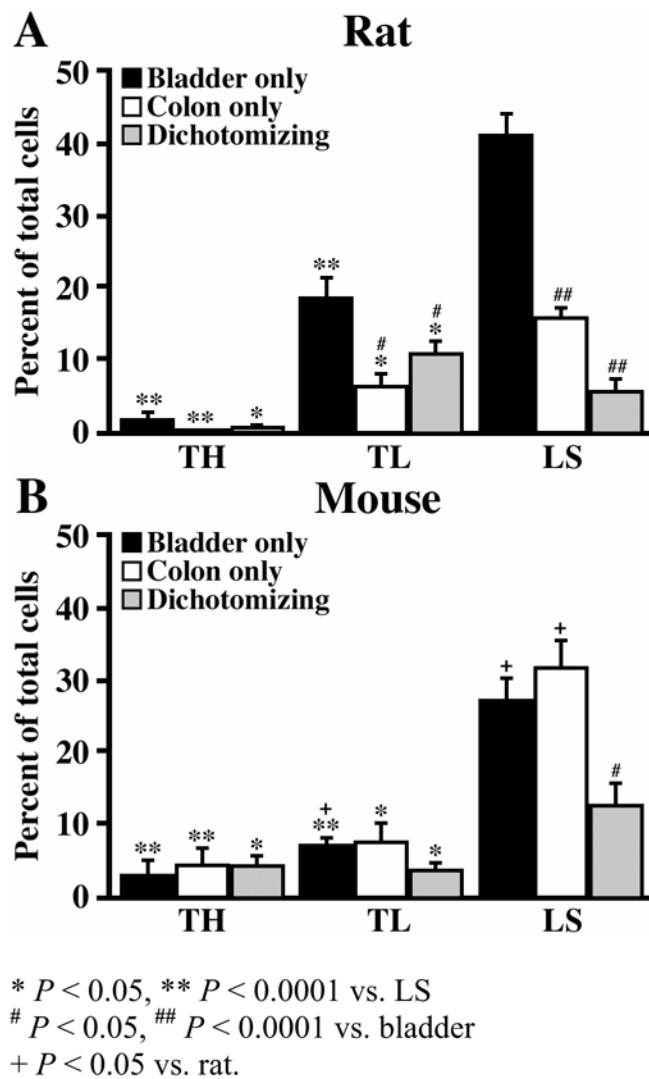 A Rat
Percent of total cells
50
40
30
20
10
0
Bladder only
Colon only
Dichotomizing
** ** *
** # * # *
## ##
TH TL LS
B Mouse
Percent of total cells
50
40
30
20
10
0
Bladder only
Colon only
Dichotomizing
** ** *
+ ** * *
+ + #
TH TL LS
* P < 0.05, ** P < 0.0001 vs. LS
# P < 0.05, ## P < 0.0001 vs. bladder
+ P < 0.05 vs. rat.